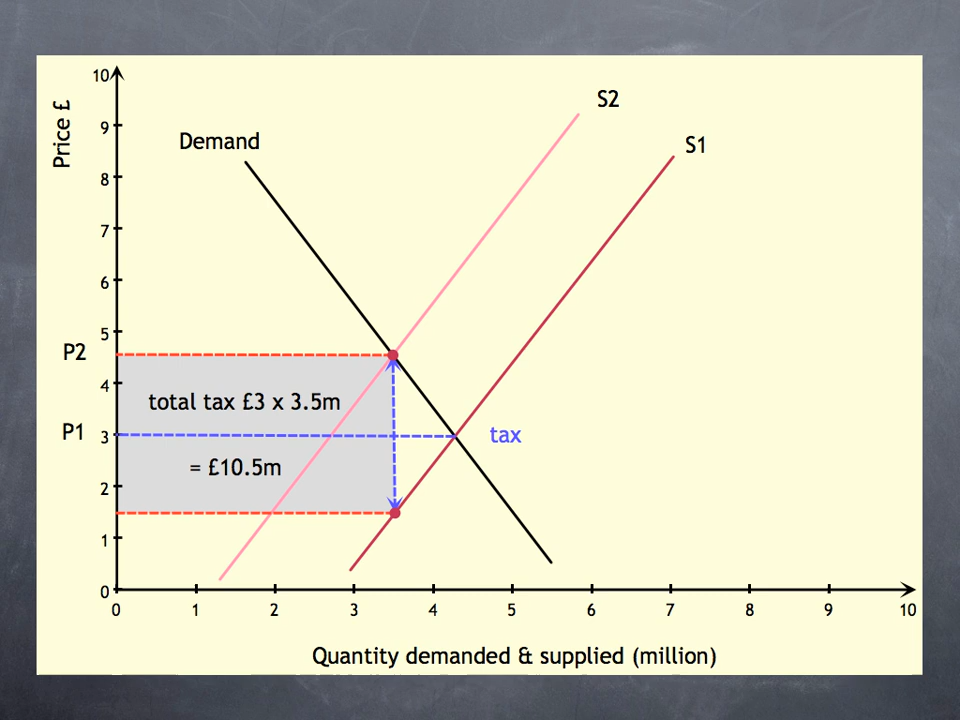 10
Price £
9
8
7
6
5
4
3
2
1
0
P2
P1
Demand
S2
S1
total tax £3 x 3.5m
= £10.5m
tax
0 1 2 3 4 5 6 7 8 9 10
Quantity demanded & supplied (million)